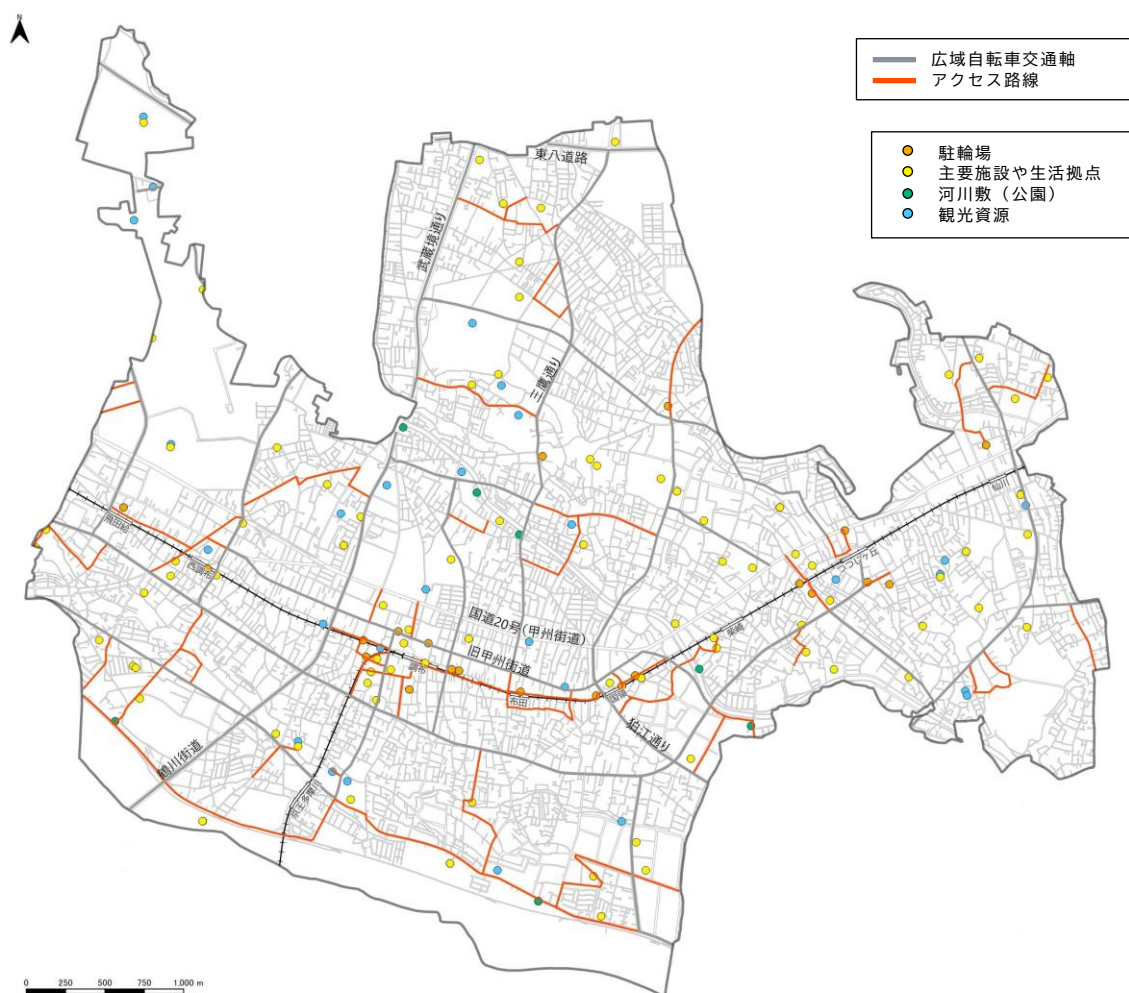 N
広域自転車交通軸
アクセス路線
駐輪場
主要施設や生活拠点
河川敷（公園）
観光資源
東八道路
武蔵境通り
三鷹通り
仙川
飛田給
つつじヶ丘
西調布
国道20号(甲州街道)
柴崎
旧甲州街道
調布
国領
布田
狛江通り
鶴川街道
京王多摩川
0 250 500 750 1,000 m